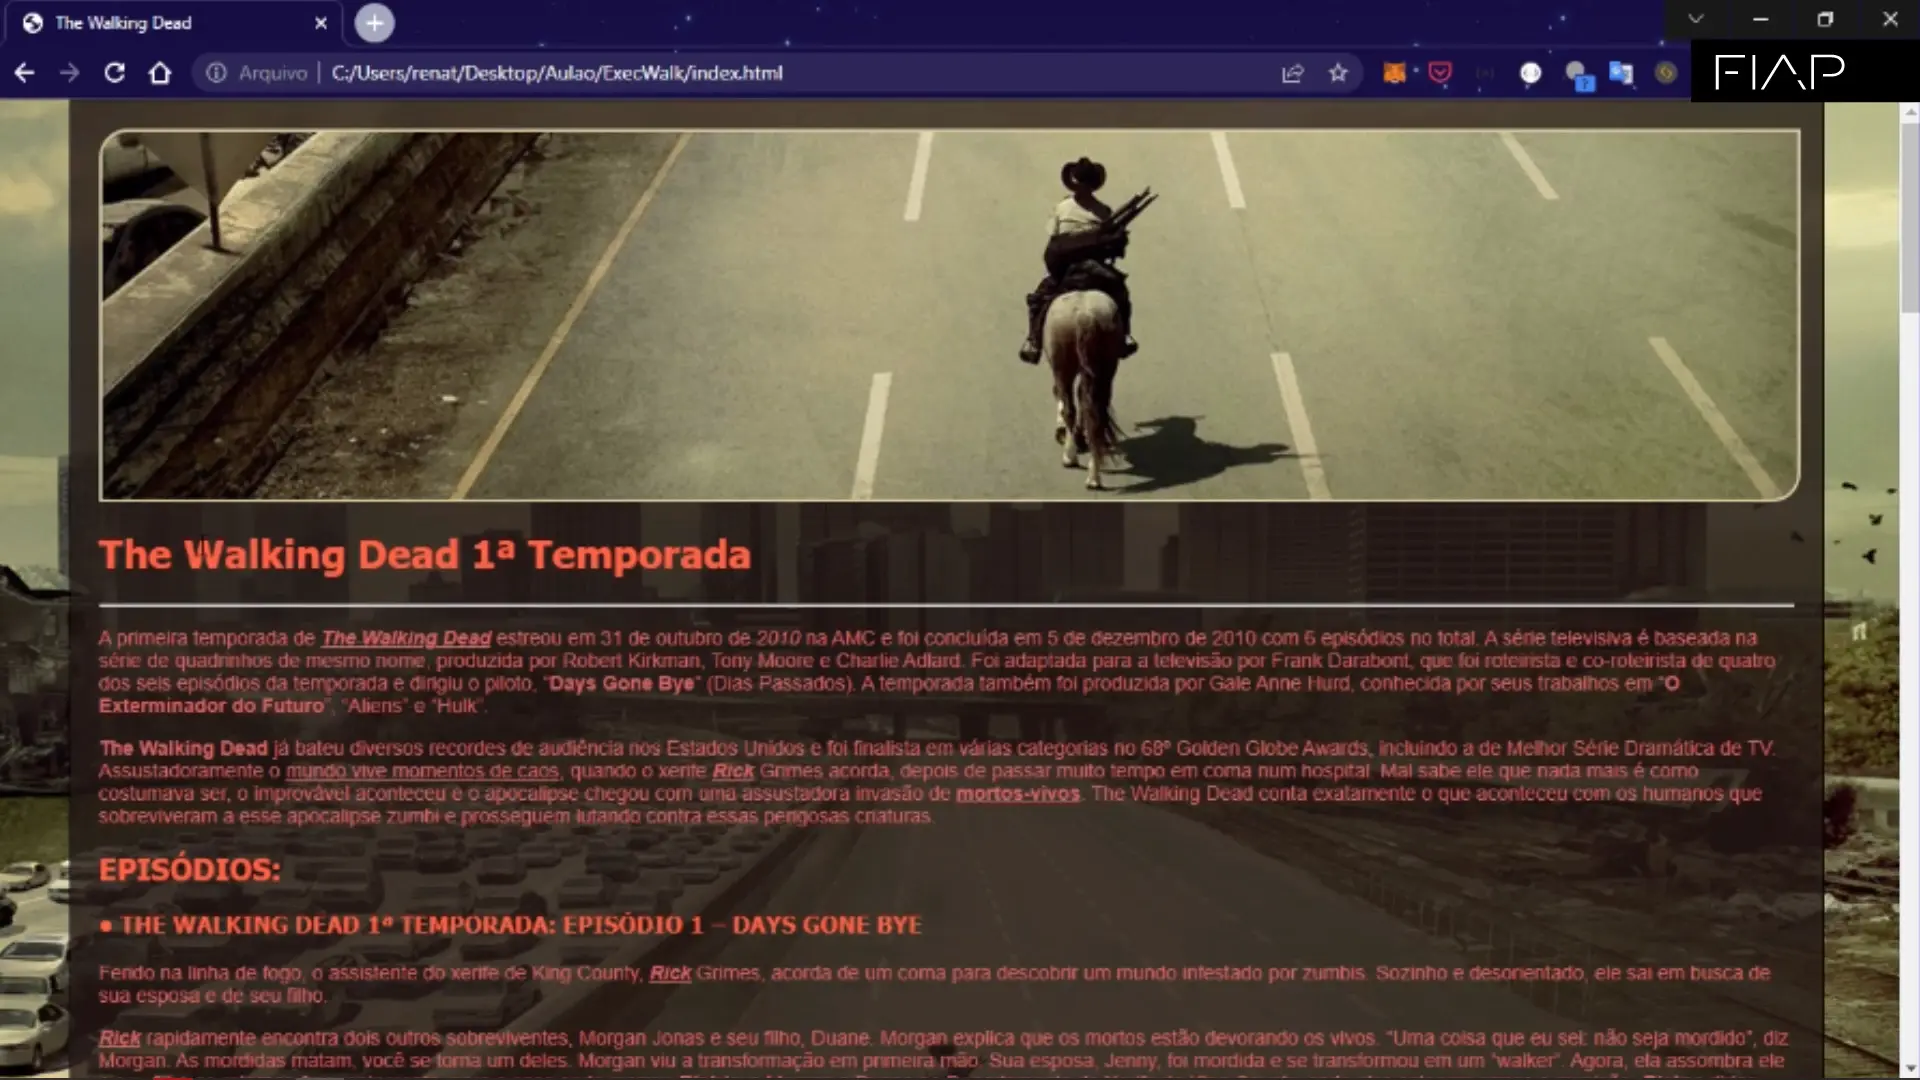 The Walking Dead
Arquivo | C:/Users/renat/Desktop/Aulao/ExecWalk/index.html
FIAP
The Walking Dead 1ª Temporada
A primeira temporada de The Walking Dead estreou em 31 de outubro de 2010 na AMC e foi concluída em 5 de dezembro de 2010 com 6 episódios no total. A série televisiva é baseada na
série de quadrinhos de mesmo nome, produzida por Robert Kirkman, Tony Moore e Charlie Adlard. Foi adaptada para a televisão por Frank Darabont, que foi roteirista e co-roteirista de quatro
dos seis episódios da temporada e dirigiu o piloto, “Days Gone Bye” (Dias Passados). A temporada também foi produzida por Gale Anne Hurd, conhecida por seus trabalhos em “O
Exterminador do Futuro”, “Aliens” e “Hulk”.
The Walking Dead já bateu diversos recordes de audiência nos Estados Unidos e foi finalista em várias categorias no 68º Golden Globe Awards, incluindo a de Melhor Série Dramática de TV.
Assustadoramente o mundo vive momentos de caos, quando o xerife Rick Grimes acorda, depois de passar muito tempo em coma num hospital. Mal sabe ele que nada mais é como
costumava ser, o improvável aconteceu e o apocalipse chegou com uma assustadora invasão de mortos-vivos. The Walking Dead conta exatamente o que aconteceu com os humanos que
sobreviveram a esse apocalipse zumbi e prosseguem lutando contra essas perigosas criaturas.
EPISÓDIOS:
● THE WALKING DEAD 1ª TEMPORADA: EPISÓDIO 1 – DAYS GONE BYE
Ferido na linha de fogo, o assistente do xerife de King County, Rick Grimes, acorda de um coma para descobrir um mundo infestado por zumbis. Sozinho e desorientado, ele sai em busca de
sua esposa e de seu filho.
Rick rapidamente encontra dois outros sobreviventes, Morgan Jonas e seu filho, Duane. Morgan explica que os mortos estão devorando os vivos. “Uma coisa que eu sei: não seja mordido”, diz
Morgan. As mordidas matam, você se torna um deles. Morgan viu a transformação em primeira mão. Sua esposa, Jenny, foi mordida e se transformou em um “walker”. Agora, ela assombra ele